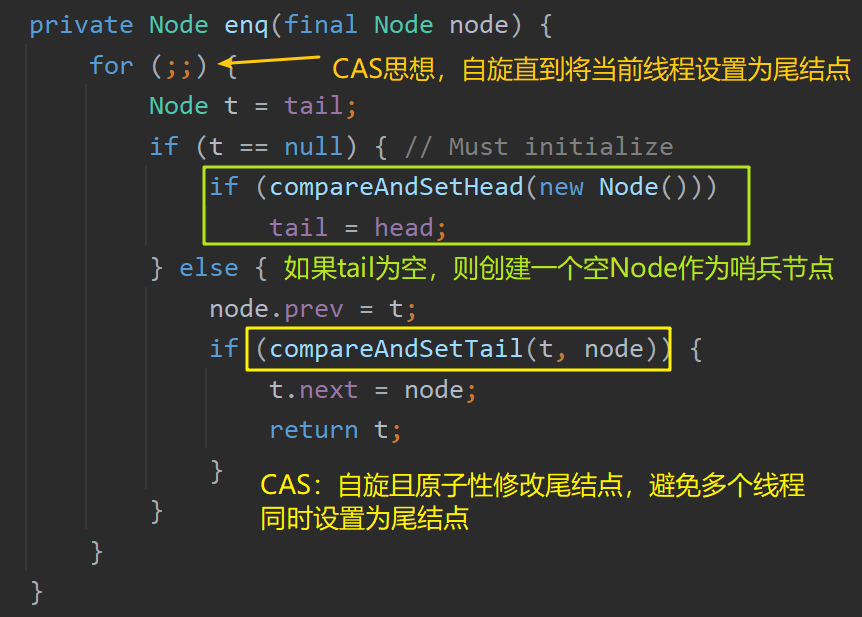 private Node enq(final Node node) {
for (;;) { CAS思想，自旋直到将当前线程设置为尾结点
Node t = tail;
if (t == null) { // Must initialize
if (compareAndSetHead(new Node()))
tail = head;
} else { 如果tail为空，则创建一个空Node作为哨兵节点
node.prev = t;
if (compareAndSetTail(t, node)) {
t.next = node;
return t;
}
CAS：自旋且原子性修改尾结点，避免多个线程
同时设置为尾结点
}
}
}